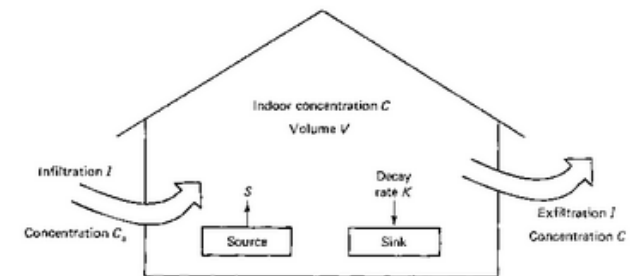 Indoor concentration C
Volume V
Infiltration I
Concentration Cₐ
S
Source
Decay
rate K
Sink
Exfiltration I
Concentration C